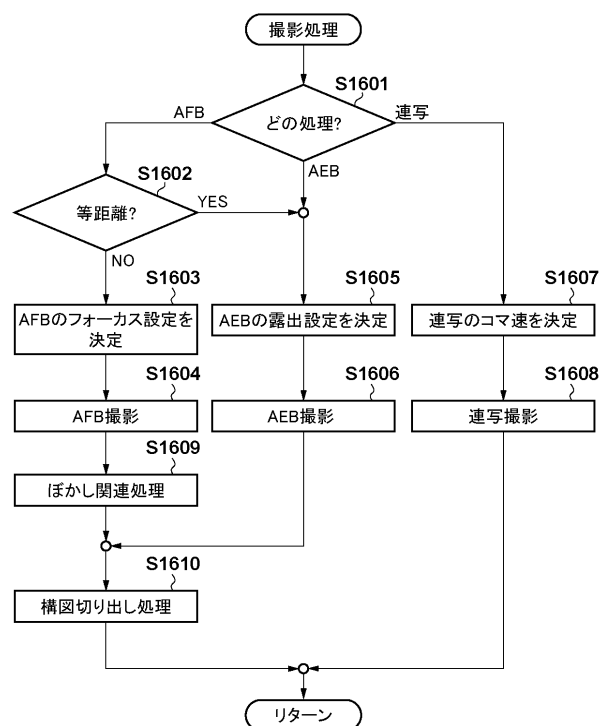 撮影処理
S1601
どの処理?
AFB
連写
AEB
S1602
等距離?
YES
NO
S1603
AFBのフォーカス設定を
決定
S1605
AEBの露出設定を決定
S1607
連写のコマ速を決定
S1604
AFB撮影
S1606
AEB撮影
S1608
連写撮影
S1609
ぼかし関連処理
S1610
構図切り出し処理
リターン